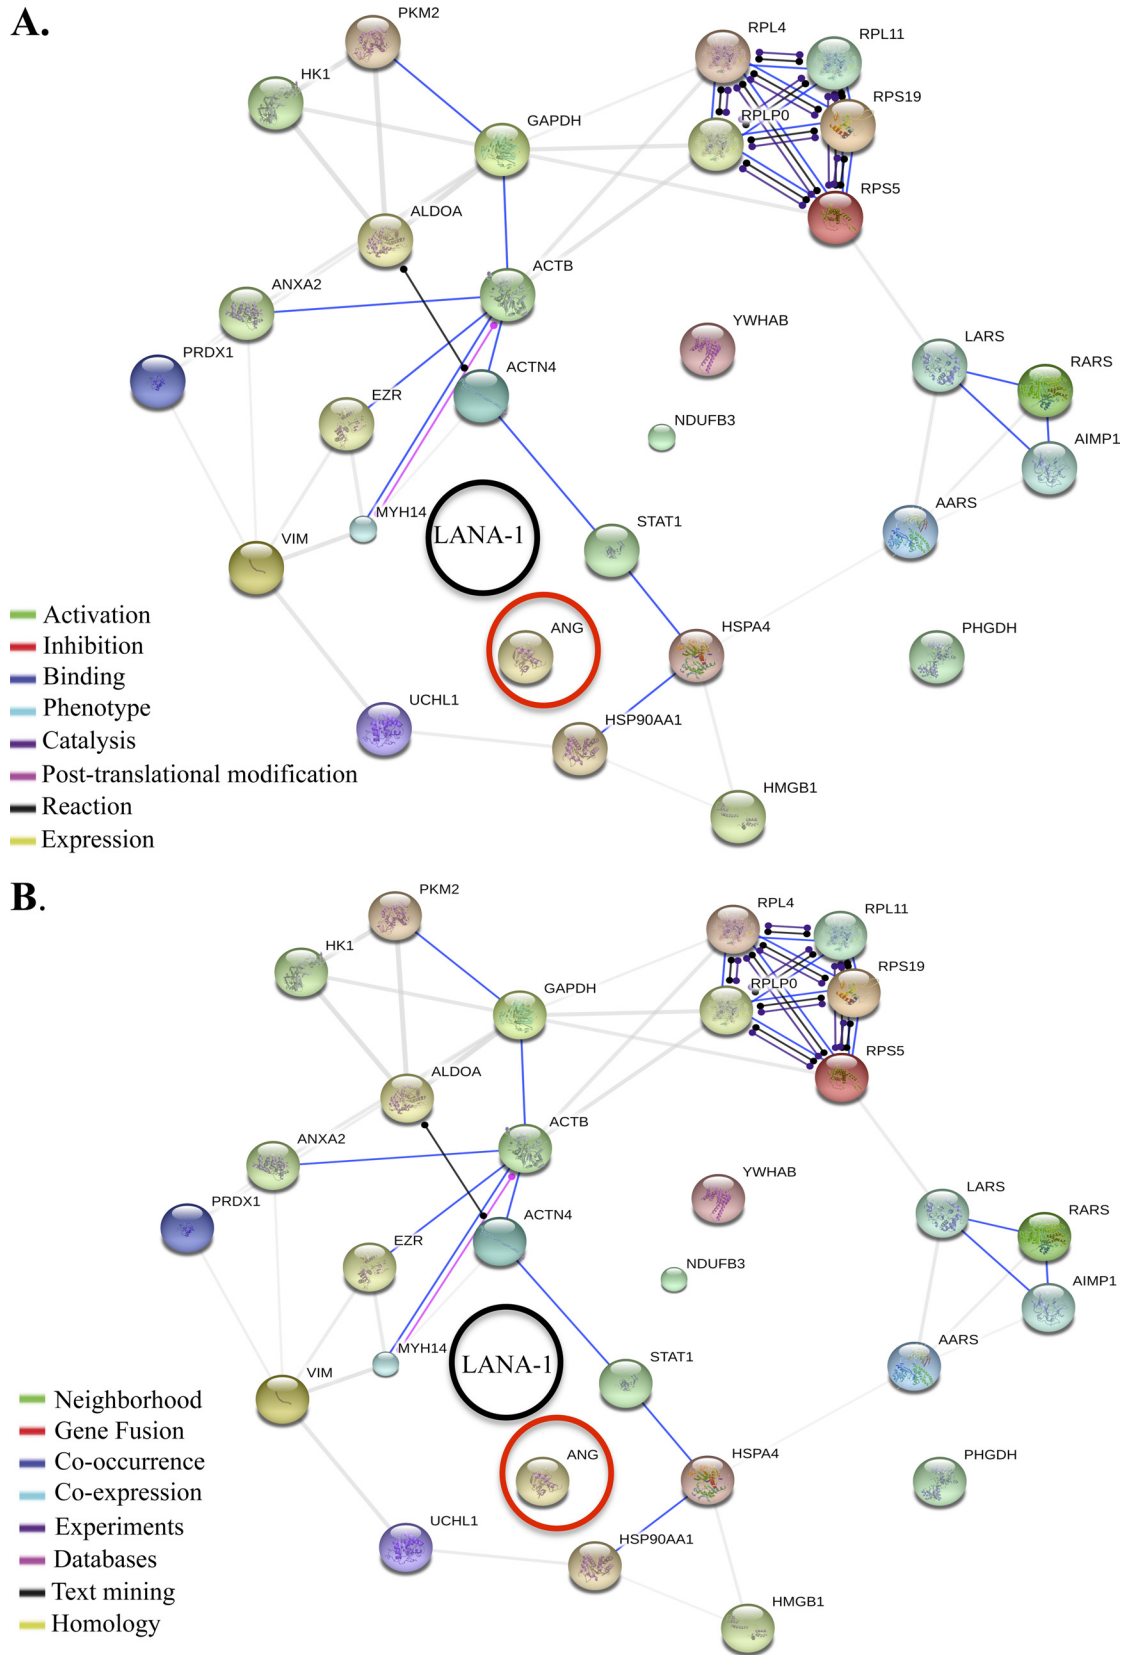 A.
PKM2
RPL4
RPL11
HK1
RPS19
GAPDH
RPLP0
RPS5
ALDOA
ACTB
ANXA2
YWHAB
LARS
PRDX1
RARS
ACTN4
EZR
NDUFB3
AIMP1
AARS
MYH14
STAT1
LANA-1
VIM
ANG
HSPA4
PHGDH
UCHL1
HSP90AA1
HMGB1
Activation
Inhibition
Binding
Phenotype
Catalysis
Post-translational modification
Reaction
Expression
B.
PKM2
RPL4
RPL11
HK1
RPS19
GAPDH
RPLP0
RPS5
ALDOA
ACTB
ANXA2
YWHAB
LARS
PRDX1
RARS
ACTN4
EZR
NDUFB3
AIMP1
AARS
MYH14
STAT1
LANA-1
VIM
ANG
HSPA4
PHGDH
UCHL1
HSP90AA1
HMGB1
Neighborhood
Gene Fusion
Co-occurrence
Co-expression
Experiments
Databases
Text mining
Homology